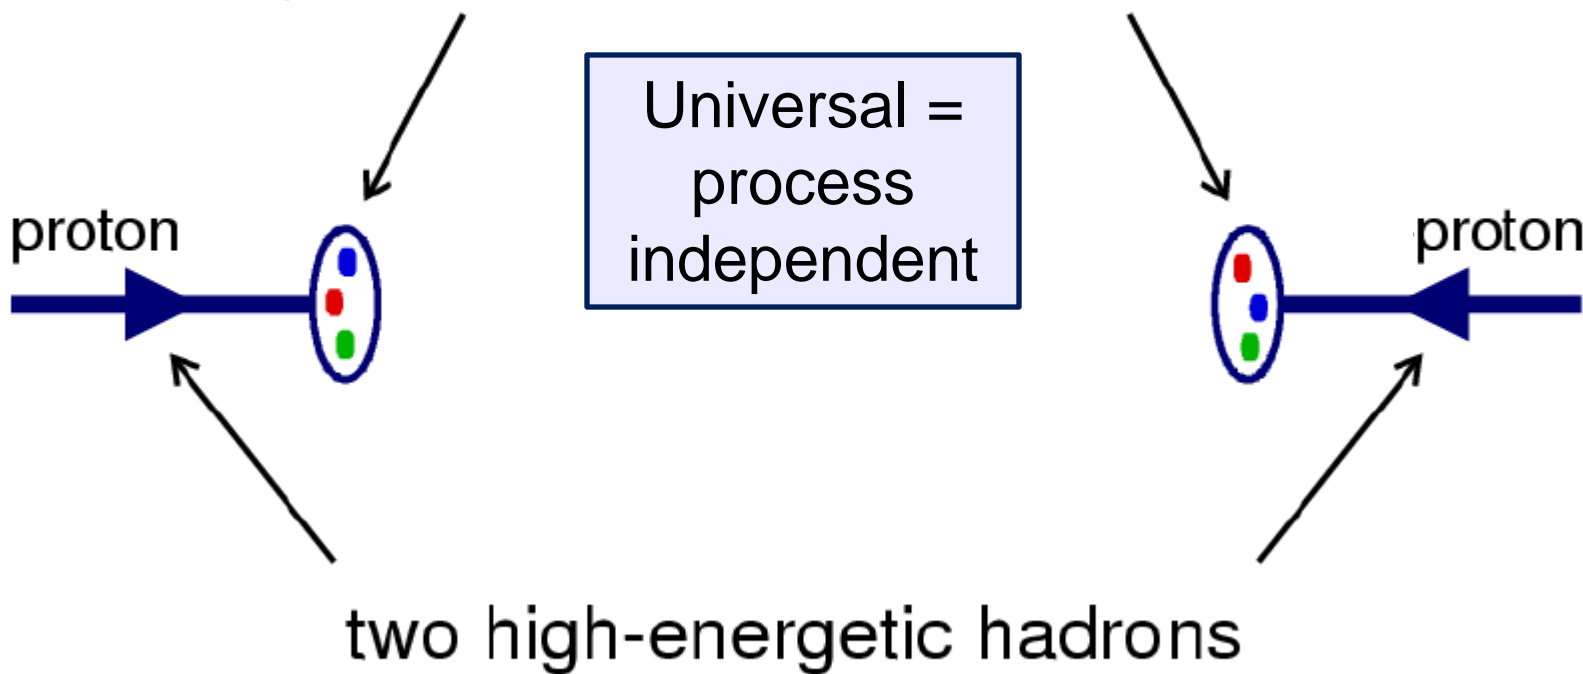 Universal =
process
independent
proton
proton
two high-energetic hadrons